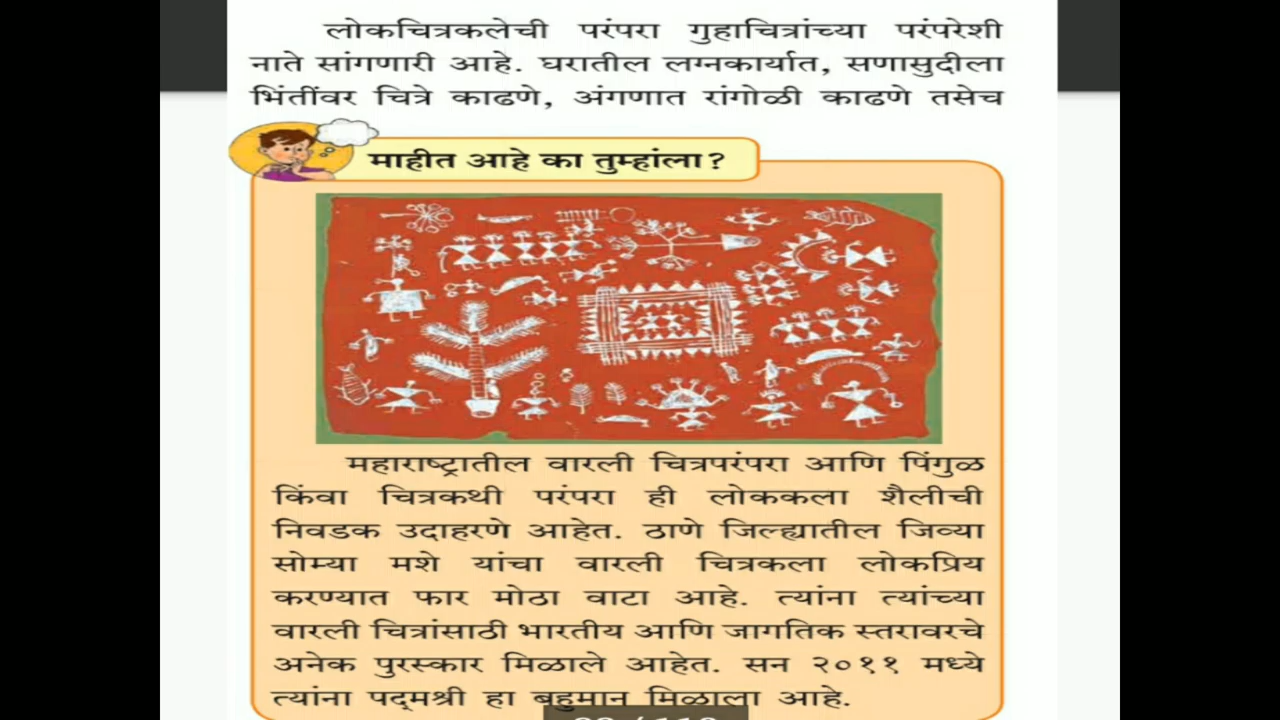 लोकचित्रकलेची परंपरा गुहाचित्रांच्या परंपरेशी
नाते सांगणारी आहे. घरातील लग्नकार्यात, सणासुदीला
भिंतींवर चित्रे काढणे, अंगणात रांगोळी काढणे तसेच
माहीत आहे का तुम्हांला?
महाराष्ट्रातील वारली चित्रपरंपरा आणि पिंगुळ
किंवा चित्रकथी परंपरा ही लोककला शैलीची
निवडक उदाहरणे आहेत. ठाणे जिल्ह्यातील जिव्या
सोम्या मशे यांचा वारली चित्रकला लोकप्रिय
करण्यात फार मोठा वाटा आहे. त्यांना त्यांच्या
वारली चित्रांसाठी भारतीय आणि जागतिक स्तरावरचे
अनेक पुरस्कार मिळाले आहेत. सन २०११ मध्ये
त्यांना पद्मश्री हा बहुमान मिळाला आहे.